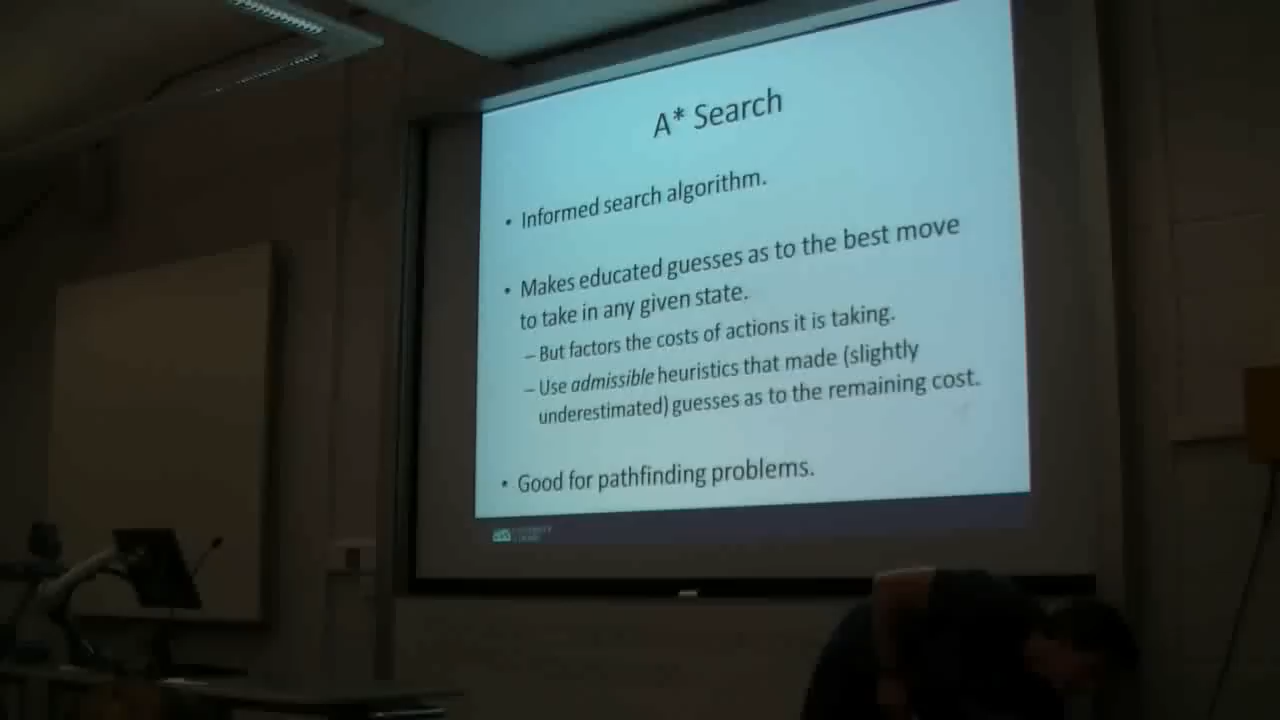 A* Search
• Informed search algorithm.
• Makes educated guesses as to the best move
to take in any given state.
– But factors the costs of actions it is taking.
– Use admissible heuristics that made (slightly
underestimated) guesses as to the remaining cost.
• Good for pathfinding problems.